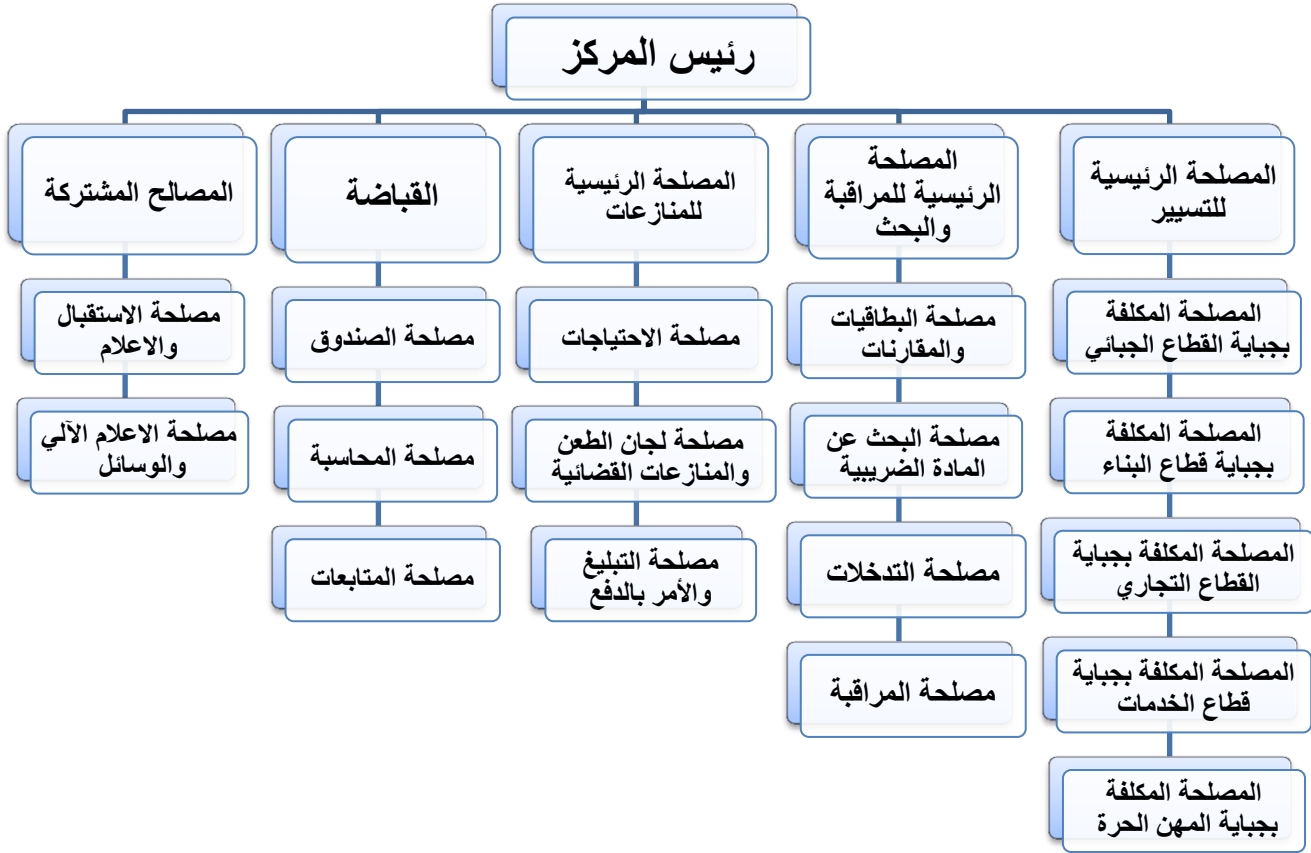 رئيس المركز
المصلحة الرئيسية
للتسيير
المصلحة المكلفة
بجباية القطاع الجبائي
المصلحة المكلفة
بجباية قطاع البناء
المصلحة المكلفة بجباية
القطاع التجاري
المصلحة المكلفة بجباية
قطاع الخدمات
المصلحة المكلفة
بجباية المهن الحرة
المصلحة
الرئيسية للمراقبة
والبحث
مصلحة البطاقيات
والمقارنات
مصلحة البحث عن
المادة الضريبية
مصلحة التدخلات
مصلحة المراقبة
المصلحة الرئيسية
للمنازعات
مصلحة الاحتياجات
مصلحة لجان الطعن
والمنازعات القضائية
مصلحة التبليغ
والأمر بالدفع
القباضة
مصلحة الصندوق
مصلحة المحاسبة
مصلحة المتابعات
المصالح المشتركة
مصلحة الاستقبال
والاعلام
مصلحة الاعلام الآلي
والوسائل